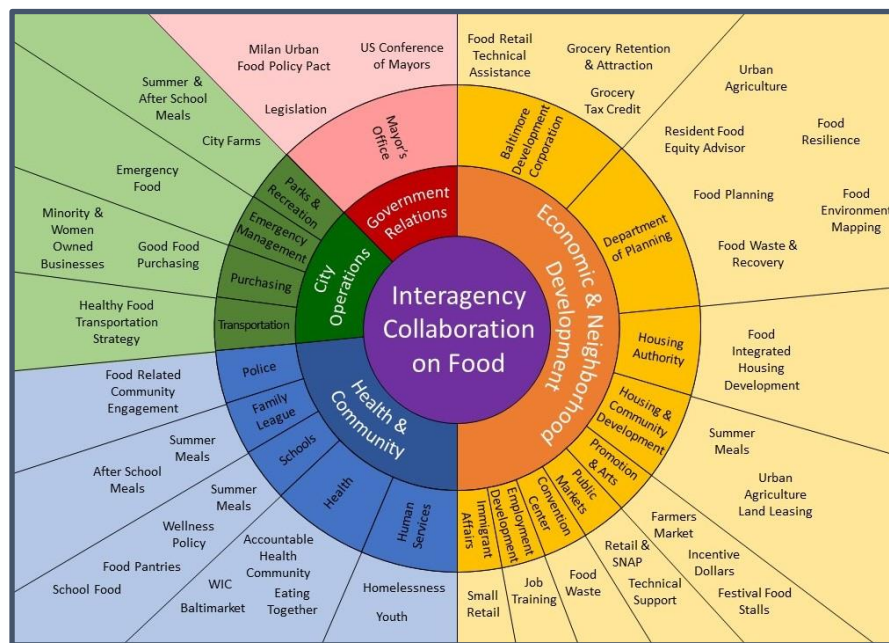 Interagency
Collaboration
on Food
Government
Relations
Mayor's
Office
Milan Urban
Food Policy Pact
US Conference
of Mayors
Legislation
Economic & Neighborhood
Development
Baltimore
Development
Corporation
Food Retail
Technical
Assistance
Grocery Retention
& Attraction
Grocery
Tax Credit
Department
of Planning
Urban
Agriculture
Resident Food
Equity Advisor
Food
Resilience
Food Planning
Food
Environment
Mapping
Food Waste &
Recovery
Housing
Authority
Food
Integrated
Housing
Development
Housing &
Community
Development
Summer
Meals
Urban
Agriculture
Land Leasing
Promotion
& Arts
Farmers
Market
Incentive
Dollars
Festival Food
Stalls
Public
Markets
Retail &
SNAP
Technical
Support
Convention
Center
Food
Waste
Employment
Development
Job
Training
Immigrant
Affairs
Small
Retail
Health &
Community
Human
Services
Homelessness
Youth
Health
Accountable
Health
Community
WIC
Baltimarket
Eating
Together
Schools
Summer
Meals
Wellness
Policy
Food Pantries
School Food
Family
League
Summer
Meals
After School
Meals
Police
Food Related
Community
Engagement
City
Operations
Transportation
Healthy Food
Transportation
Strategy
Purchasing
Minority &
Women
Owned
Businesses
Good Food
Purchasing
Emergency
Management
Emergency
Food
Parks &
Recreation
Summer &
After School
Meals
City Farms